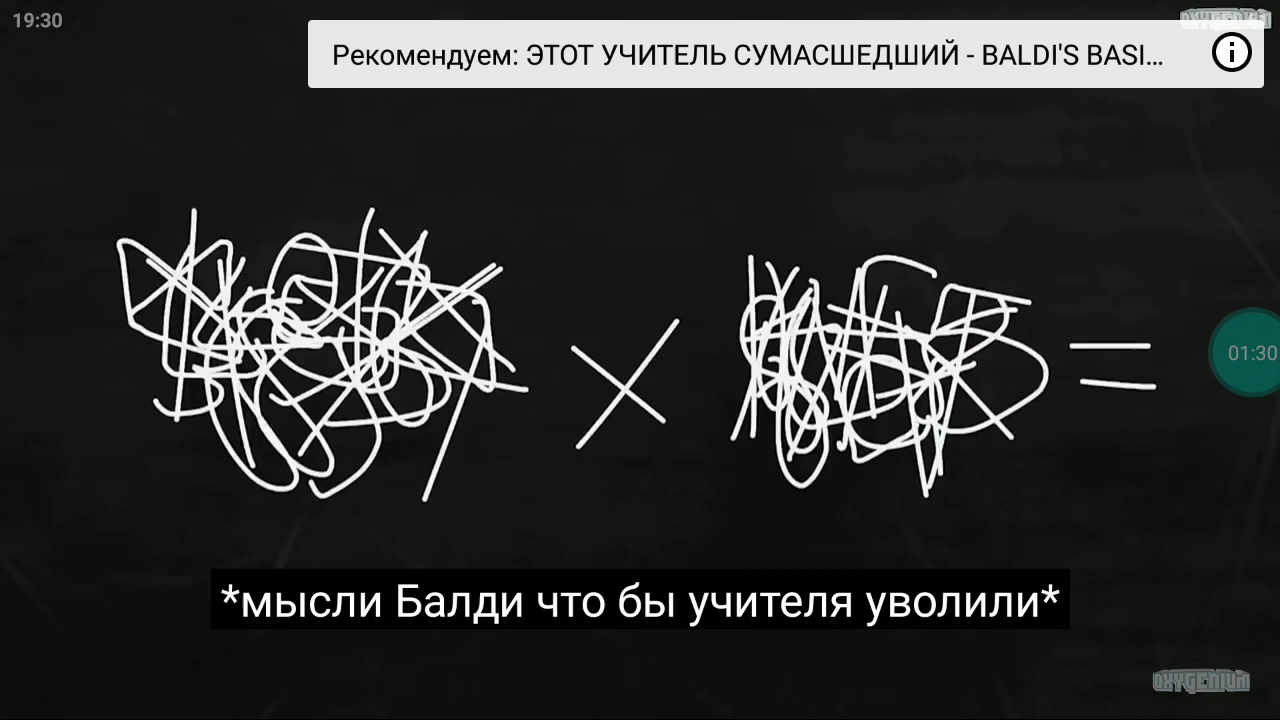 19:30
OXYGENIUM
Рекомендуем: ЭТОТ УЧИТЕЛЬ СУМАСШЕДШИЙ - BALDI'S BASI...
× =
01:30
*мысли Балди что бы учителя уволили*
OXYGENIUM